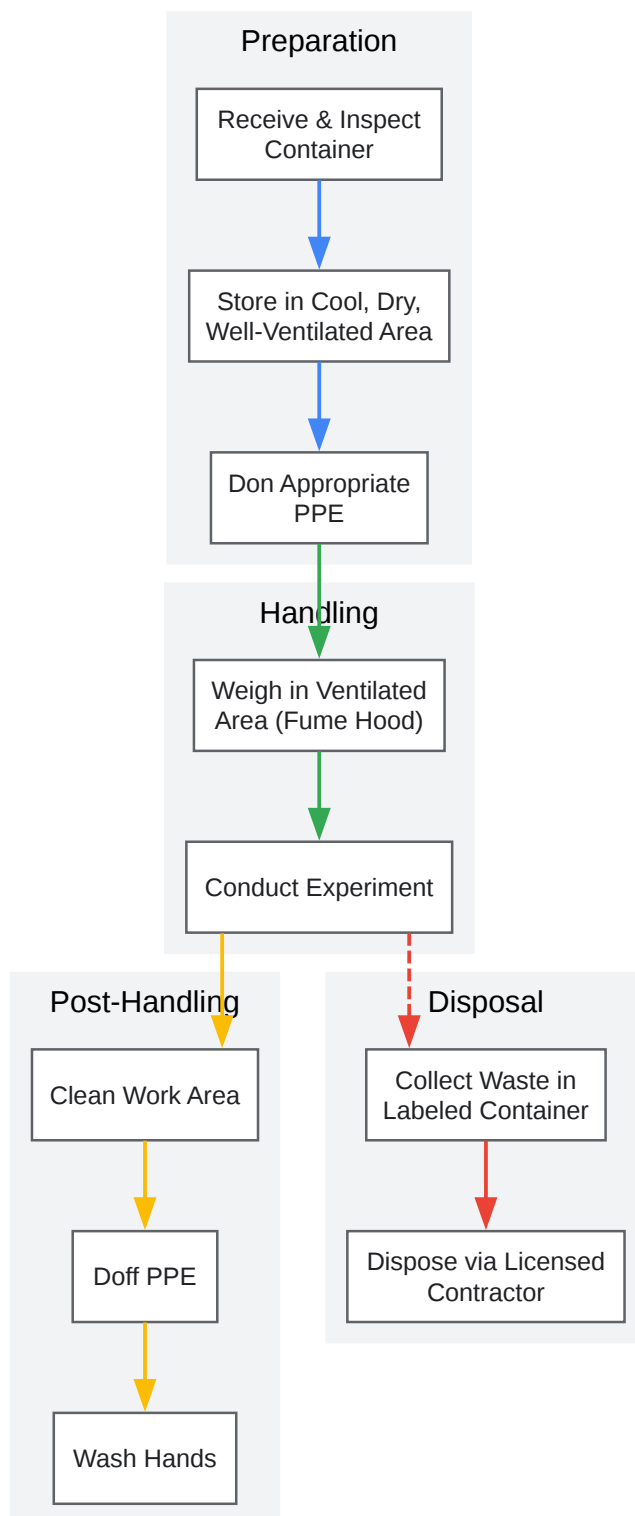 Preparation
Receive & Inspect
Container
Store in Cool, Dry,
Well-Ventilated Area
Don Appropriate
PPE
Handling
Weigh in Ventilated
Area (Fume Hood)
Conduct Experiment
Post-Handling
Clean Work Area
Doff PPE
Wash Hands
Disposal
Collect Waste in
Labeled Container
Dispose via Licensed
Contractor